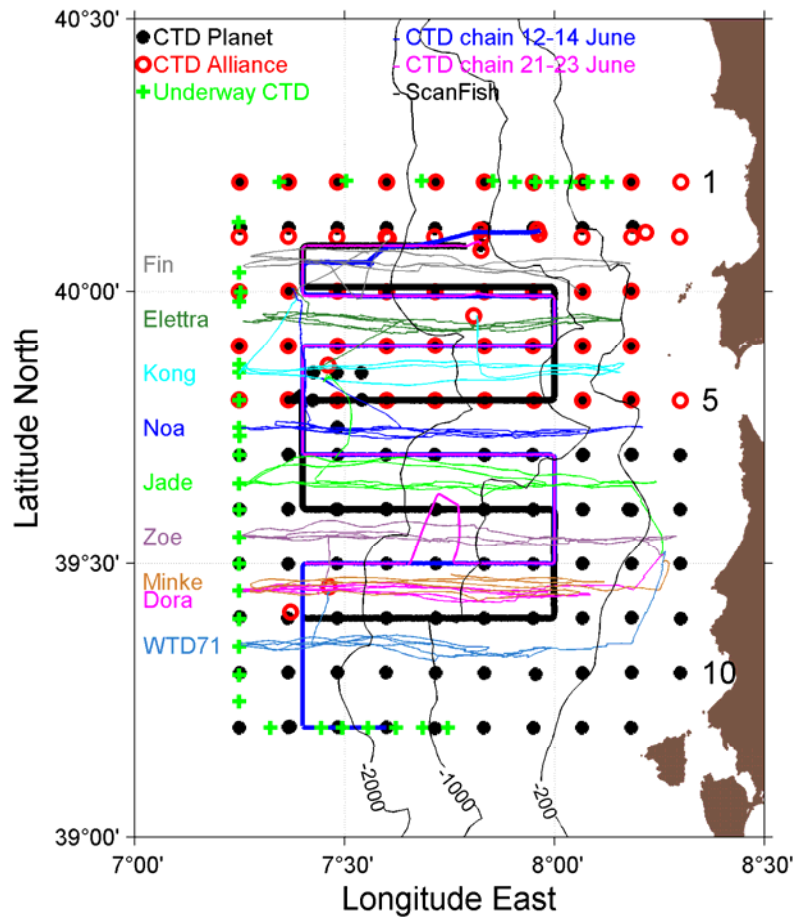 40°30'
CTD Planet
- CTD chain 12-14 June
CTD Alliance
- CTD chain 21-23 June
Underway CTD
- ScanFish
1
Fin
40°00'
Elettra
Kong
5
Noa
Jade
Zoe
39°30'
Minke
Dora
WTD71
10
-2000
-1000
-200
39°00'
7°00'
7°30'
8°00'
8°30'
Longitude East
Latitude North